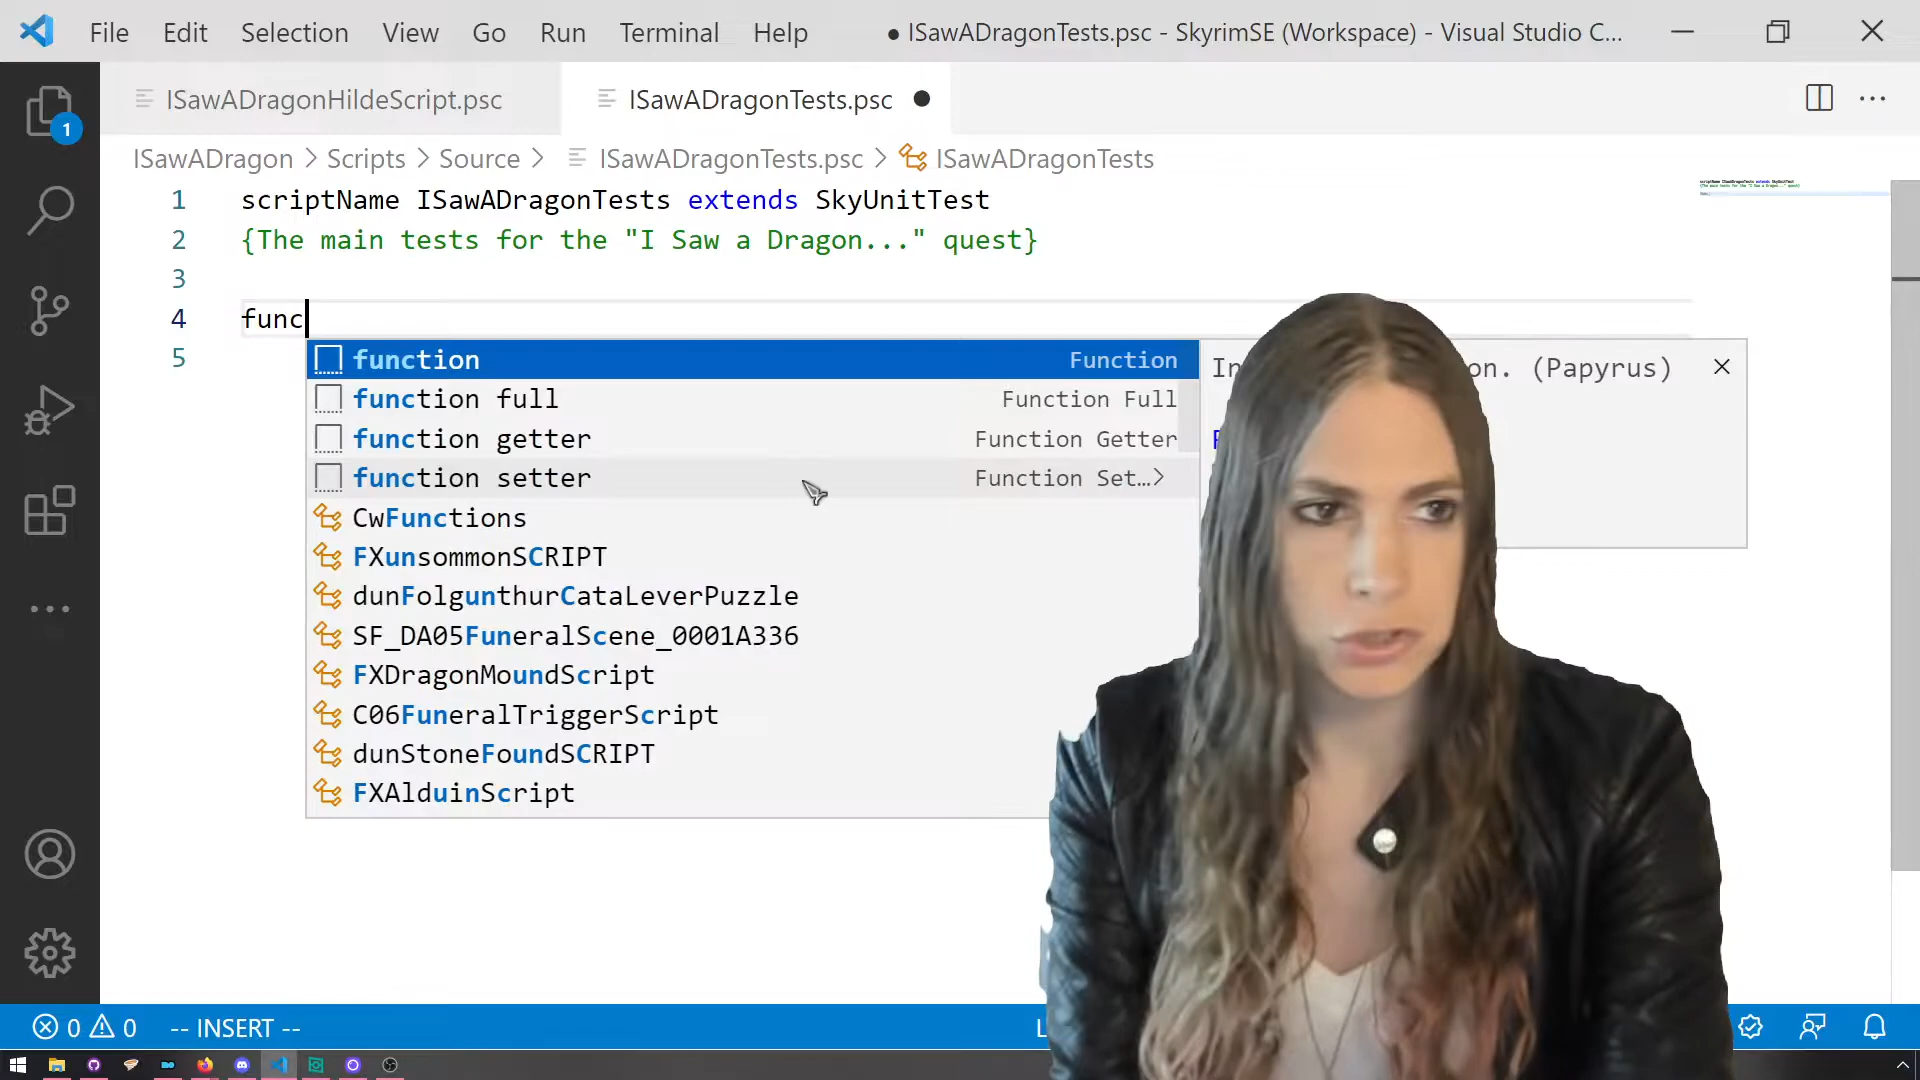 File Edit Selection View Go Run Terminal Help ● ISawADragonTests.psc - SkyrimSE (Workspace) - Visual Studio C...
1
ISawADragonHildeScript.psc ISawADragonTests.psc
ISawADragon > Scripts > Source > ISawADragonTests.psc > ISawADragonTests
1 scriptName ISawADragonTests extends SkyUnitTest
2 {The main tests for the "I Saw a Dragon..." quest}
3
4 func
5
function Function
function full Function Full
function getter Function Getter
function setter Function Set...>
CwFunctions
FXunsommonSCRIPT
dunFolgunthurCataLeverPuzzle
SF_DA05FuneralScene_0001A336
FXDragonMoundScript
C06FuneralTriggerScript
dunStoneFoundSCRIPT
FXAlduinScript
(Papyrus)
0 0 -- INSERT --